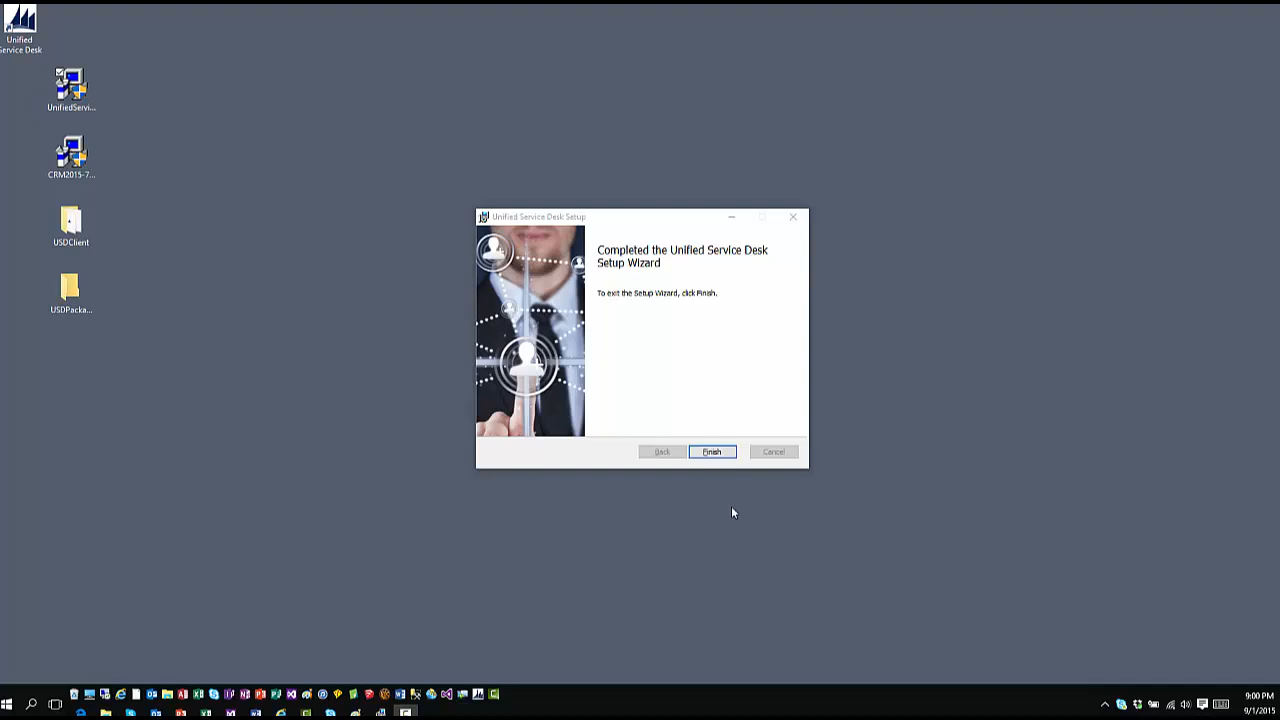 Unified
Service Desk
UnifiedServi...
CRM2015-7...
USDClient
USDPacka...
Unified Service Desk Setup
Completed the Unified Service Desk
Setup Wizard
To exit the Setup Wizard, click Finish.
Back
Finish
Cancel
9:00 PM
9/1/2015